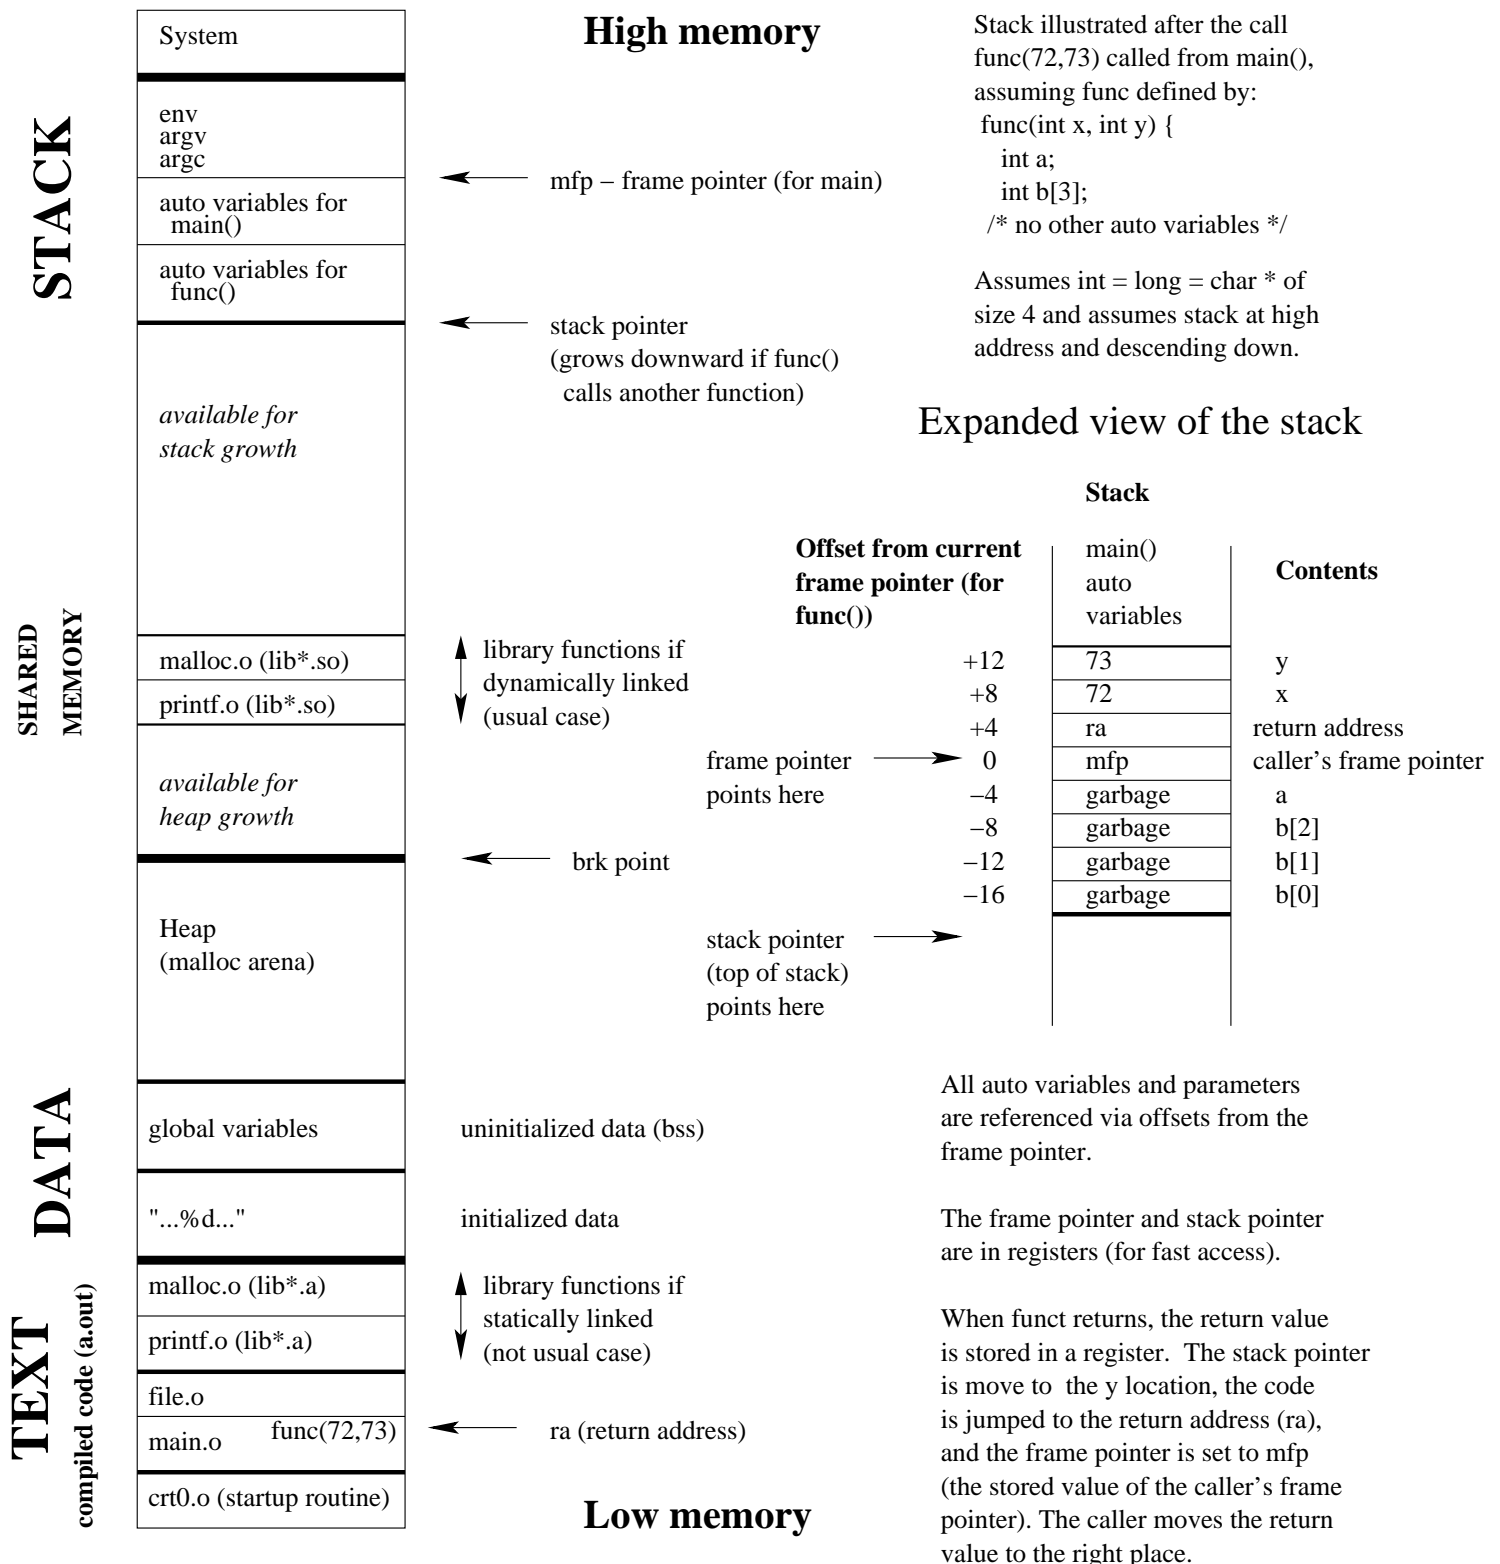 High memory
STACK
System
env
argv
argc
auto variables for
main()
auto variables for
func()
available for
stack growth
mfp – frame pointer (for main)
stack pointer
(grows downward if func()
calls another function)
SHARED
MEMORY
malloc.o (lib*.so)
printf.o (lib*.so)
library functions if
dynamically linked
(usual case)
available for
heap growth
brk point
Heap
(malloc arena)
DATA
global variables
uninitialized data (bss)
"...%d..."
initialized data
TEXT
compiled code (a.out)
malloc.o (lib*.a)
printf.o (lib*.a)
library functions if
statically linked
(not usual case)
file.o
main.o
func(72,73)
ra (return address)
crt0.o (startup routine)
Low memory
Stack illustrated after the call
func(72,73) called from main(),
assuming func defined by:
func(int x, int y) {
int a;
int b[3];
/* no other auto variables */
Assumes int = long = char * of
size 4 and assumes stack at high
address and descending down.
Expanded view of the stack
Stack
Offset from current
frame pointer (for
func())
main()
auto
variables
Contents
+12 73 y
+8 72 x
+4 ra return address
0 mfp caller's frame pointer
–4 garbage a
–8 garbage b[2]
–12 garbage b[1]
–16 garbage b[0]
frame pointer
points here
stack pointer
(top of stack)
points here
All auto variables and parameters
are referenced via offsets from the
frame pointer.
The frame pointer and stack pointer
are in registers (for fast access).
When funct returns, the return value
is stored in a register.  The stack pointer
is move to  the y location, the code
is jumped to the return address (ra),
and the frame pointer is set to mfp
(the stored value of the caller's frame
pointer). The caller moves the return
value to the right place.